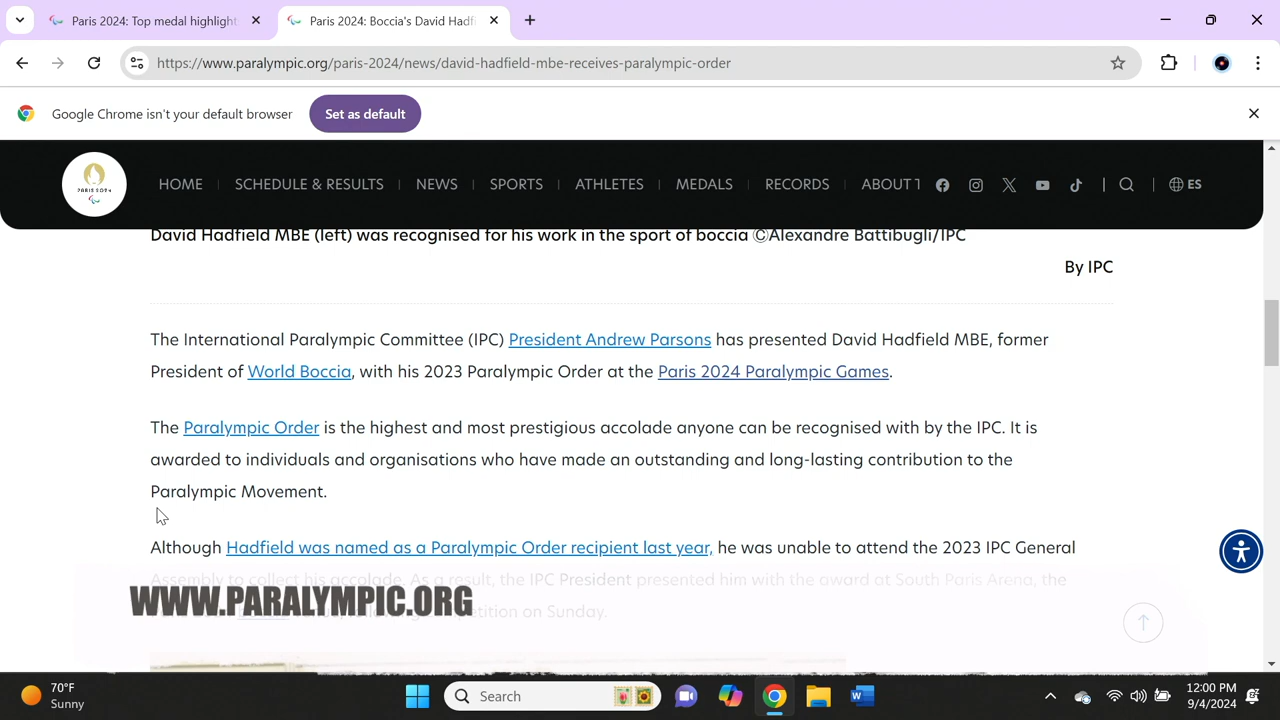 Paris 2024: Top medal highlight
Paris 2024: Boccia's David Hadfi
https://www.paralympic.org/paris-2024/news/david-hadfield-mbe-receives-paralympic-order
Google Chrome isn't your default browser
Set as default
PARIS 2024
HOME
SCHEDULE & RESULTS
NEWS
SPORTS
ATHLETES
MEDALS
RECORDS
ABOUT T
ES
David Hadfield MBE (left) was recognised for his work in the sport of boccia ©Alexandre Battibugli/IPC
By IPC
The International Paralympic Committee (IPC) President Andrew Parsons has presented David Hadfield MBE, former
President of World Boccia, with his 2023 Paralympic Order at the Paris 2024 Paralympic Games.
The Paralympic Order is the highest and most prestigious accolade anyone can be recognised with by the IPC. It is
awarded to individuals and organisations who have made an outstanding and long-lasting contribution to the
Paralympic Movement.
Although Hadfield was named as a Paralympic Order recipient last year, he was unable to attend the 2023 IPC General
Assembly to collect his accolade. As a result, the IPC President presented him with the award at South Paris Arena, the
WWW.PARALYMPIC.ORG
on Sunday.
70°F
Sunny
Search
12:00 PM
9/4/2024